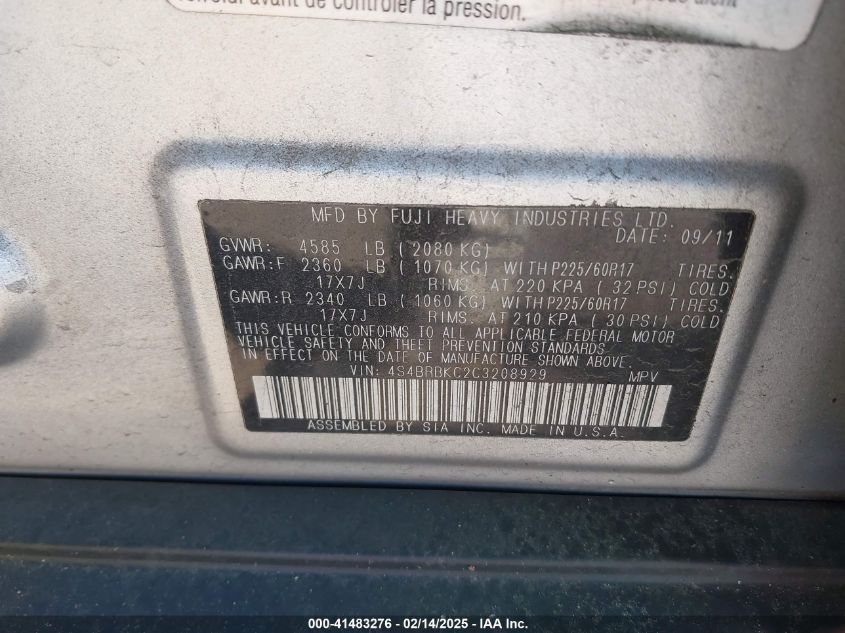 avant de contrôler la pression.
MFD BY FUJI HEAVY INDUSTRIES LTD.
DATE: 09/11
GVWR: 4585 LB ( 2080 KG)
GAWR:F 2360 LB ( 1070 KG) WITH P225/60R17 TIRES.
17X7J RIMS. AT 220 KPA ( 32 PSI) COLD
GAWR:R 2340 LB ( 1060 KG) WITH P225/60R17 TIRES.
17X7J RIMS. AT 210 KPA ( 30 PSI) COLD
THIS VEHICLE CONFORMS TO ALL APPLICABLE FEDERAL MOTOR
VEHICLE SAFETY AND THEFT PREVENTION STANDARDS
IN EFFECT ON THE DATE OF MANUFACTURE SHOWN ABOVE.
VIN: 4S4BRBKC2C3208929 MPV
ASSEMBLED BY SIA INC. MADE IN U.S.A.
000-41483276 - 02/14/2025 - IAA Inc.